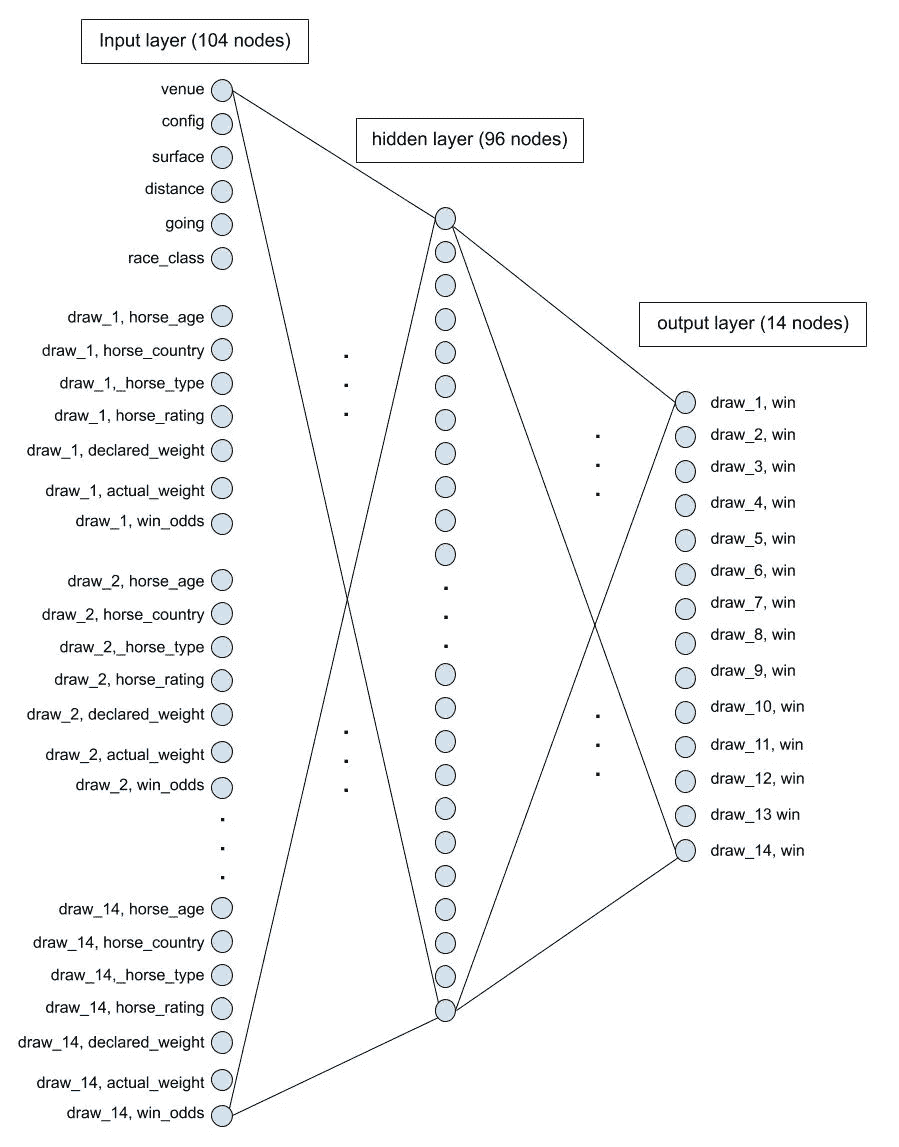 Input layer (104 nodes)
venue
config
surface
distance
going
race_class
draw_1, horse_age
draw_1, horse_country
draw_1,_horse_type
draw_1, horse_rating
draw_1, declared_weight
draw_1, actual_weight
draw_1, win_odds
draw_2, horse_age
draw_2, horse_country
draw_2,_horse_type
draw_2, horse_rating
draw_2, declared_weight
draw_2, actual_weight
draw_2, win_odds
draw_14, horse_age
draw_14, horse_country
draw_14,_horse_type
draw_14, horse_rating
draw_14, declared_weight
draw_14, actual_weight
draw_14, win_odds
hidden layer (96 nodes)
output layer (14 nodes)
draw_1, win
draw_2, win
draw_3, win
draw_4, win
draw_5, win
draw_6, win
draw_7, win
draw_8, win
draw_9, win
draw_10, win
draw_11, win
draw_12, win
draw_13 win
draw_14, win